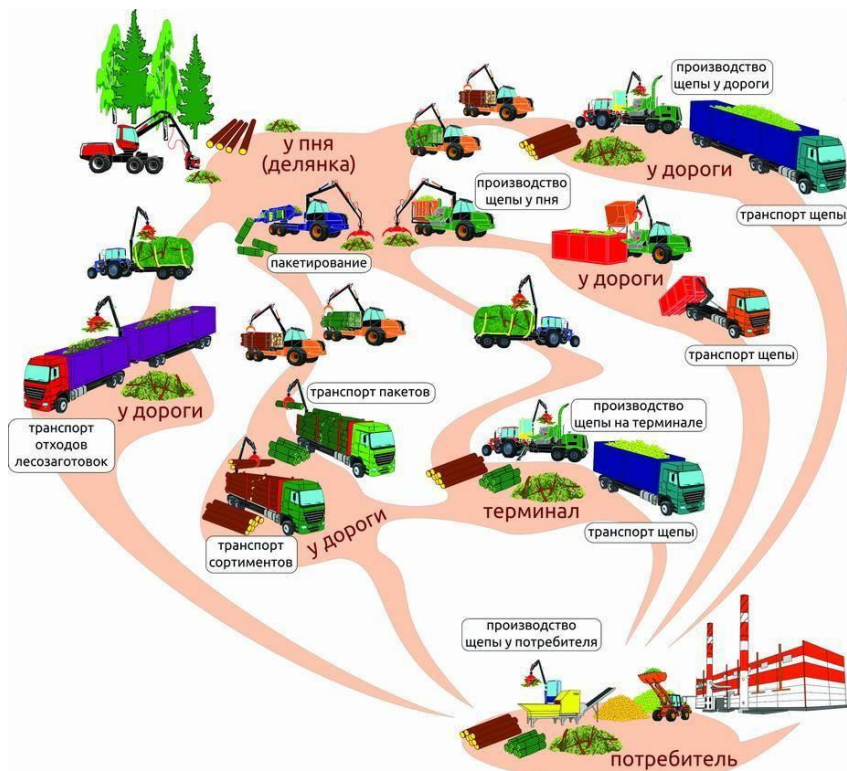 производство
щепы у дороги
у пня
(делянка)
у дороги
производство
щепы у пня
транспорт щепы
пакетирование
у дороги
транспорт щепы
транспорт пакетов
у дороги
производство
щепы на терминале
транспорт
отходов
лесозаготовок
терминал
у дороги
транспорт щепы
транспорт
сортиментов
производство
щепы у потребителя
потребитель